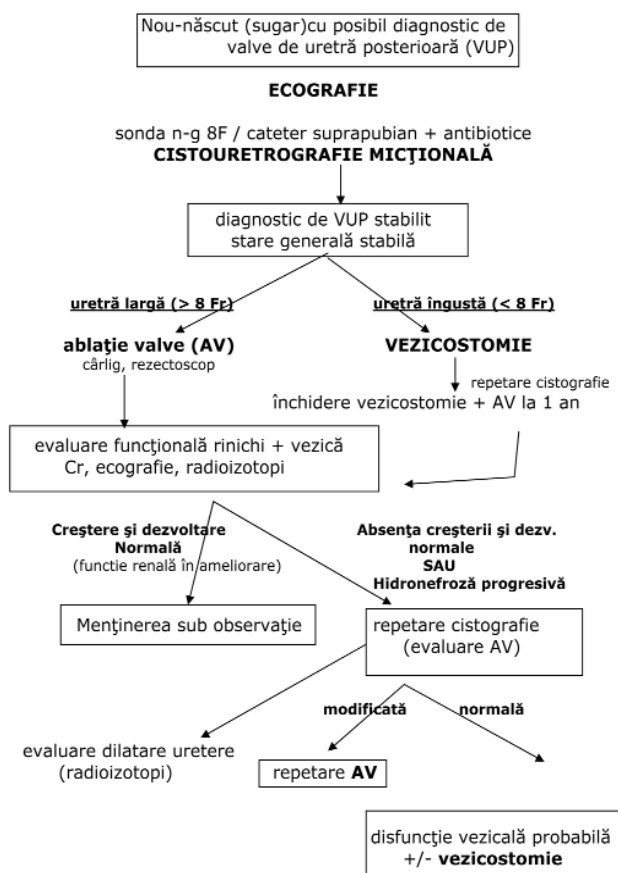 Nou-născut (sugar)cu posibil diagnostic de
valve de uretră posterioară (VUP)
ECOGRAFIE
sonda n-g 8F / cateter suprapubian + antibiotice
CISTOURETROGRAFIE MICŢIONALĂ
diagnostic de VUP stabilit
stare generală stabilă
uretră largă (> 8 Fr)
uretră îngustă (< 8 Fr)
ablaţie valve (AV)
cârlig, rezectoscop
VEZICOSTOMIE
repetare cistografie
închidere vezicostomie + AV la 1 an
evaluare funcţională rinichi + vezică
Cr, ecografie, radioizotopi
Creştere şi dezvoltare
Normală
(functie renală în ameliorare)
Absenţa creşterii şi dezv.
normale
SAU
Hidronefroză progresivă
Menţinerea sub observaţie
repetare cistografie
(evaluare AV)
modificată
normală
evaluare dilatare uretere
(radioizotopi)
repetare AV
disfuncţie vezicală probabilă
+/- vezicostomie